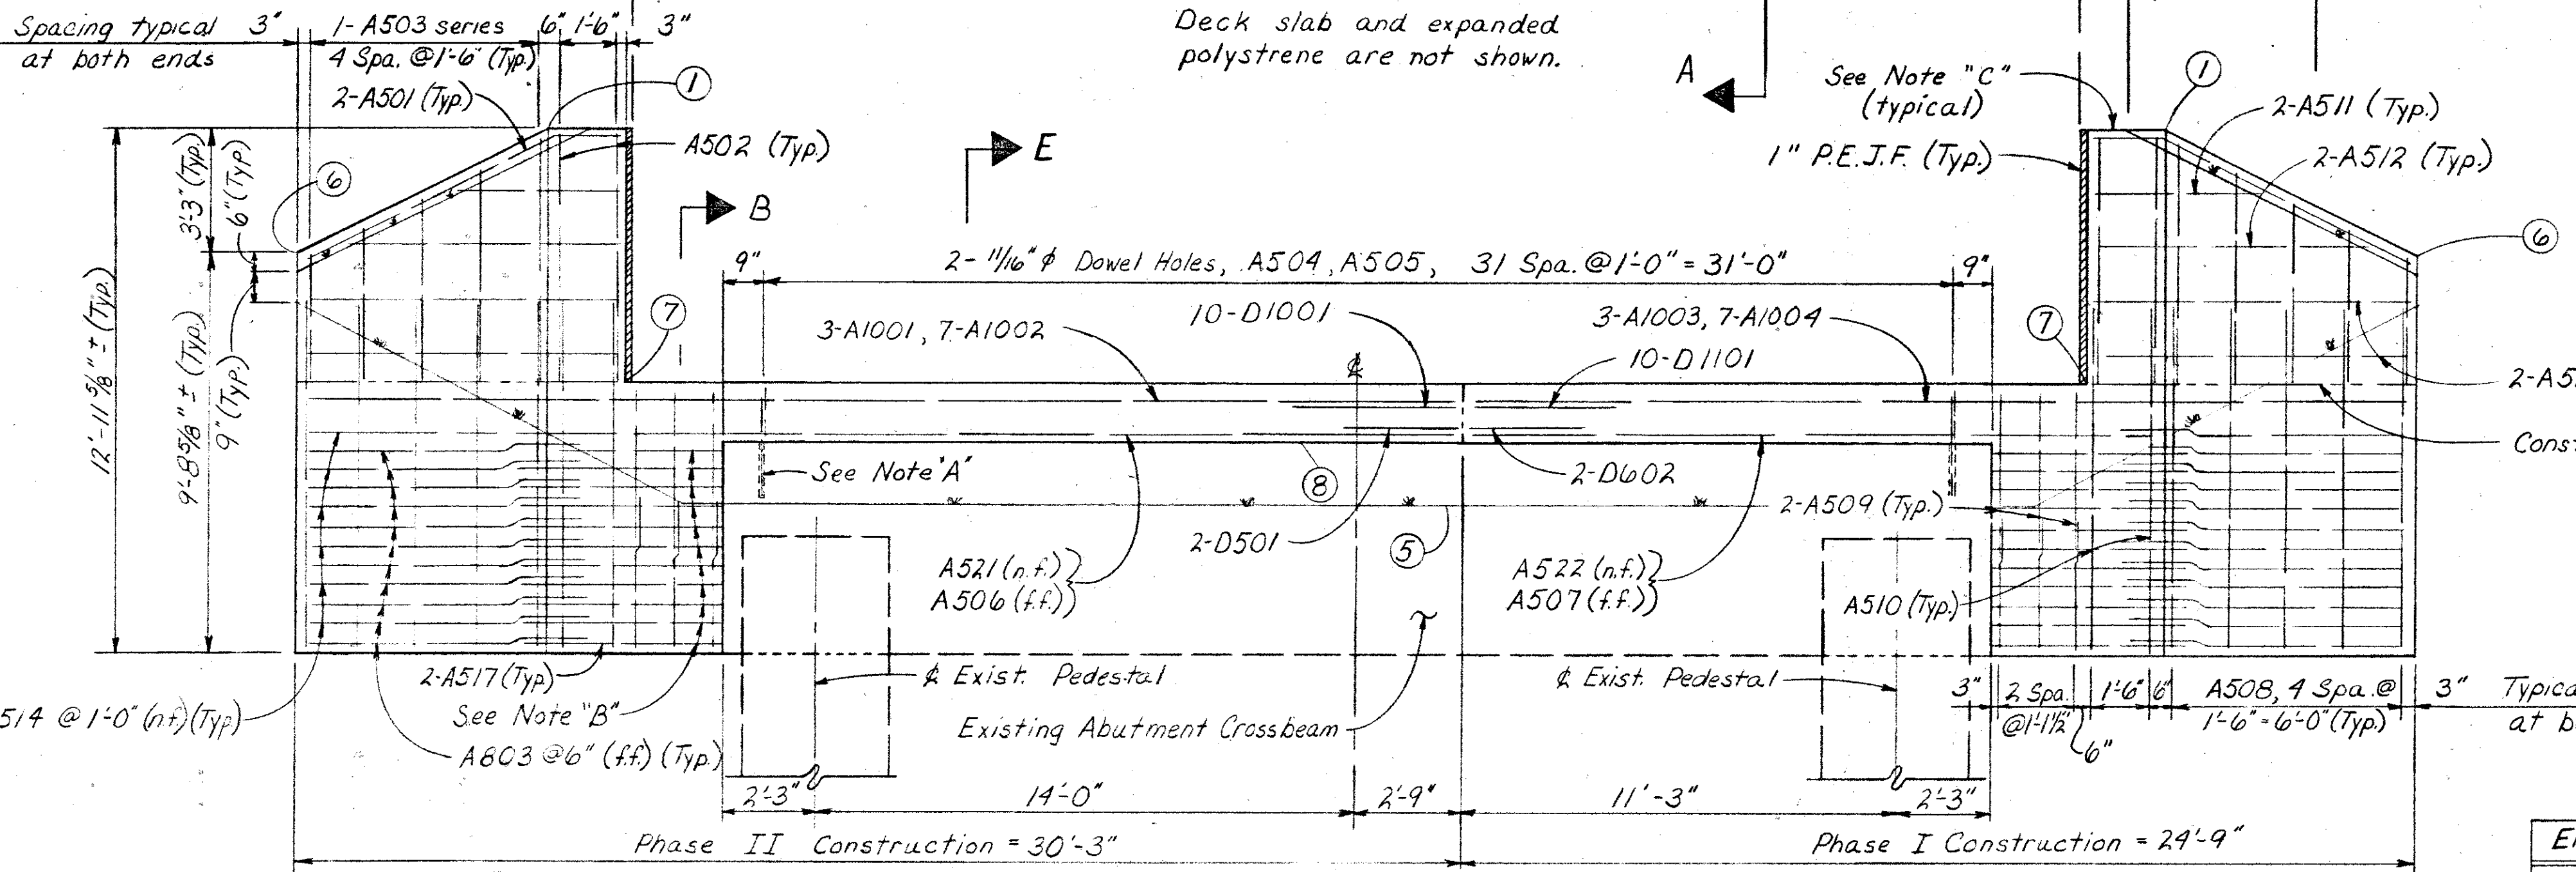 Spacing typical
at both ends
3"
1- A503 series
4 Spa. @1'-6" (Typ.)
6"
1'-6"
3"
Deck slab and expanded
polystrene are not shown.
2-A501 (Typ.)
1
A502 (Typ.)
E
B
A
See Note "C"
(typical)
1" P.E.J.F. (Typ.)
1
2-A511 (Typ.)
2-A512 (Typ.)
6
6
3'-3" (Typ.)
6" (Typ)
9" (Typ.)
12'-11 5/8" ± (Typ.)
9'-8 5/8" ± (Typ.)
9"
2- 11/16" ϕ Dowel Holes, A504, A505, 31 Spa. @1'-0" = 31'-0"
9"
7
3-A1001, 7-A1002
10-D1001
3-A1003, 7-A1004
10-D1101
7
℄
See Note "A"
8
2-D602
2-A509 (Typ.)
2-D501
5
A521 (n.f.)
A506 (f.f.)
A522 (n.f.)
A507 (f.f.)
A510 (Typ.)
2-A517 (Typ)
See Note "B"
514 @ 1'-0" (n.f) (Typ)
A803 @6" (f.f) (Typ.)
℄ Exist. Pedestal
℄ Exist. Pedestal
Existing Abutment Crossbeam
3"
2 Spa.
@1'-1½"
6"
1'-6"
6"
A508, 4 Spa. @
1'-6" = 6'-0" (Typ.)
3"
2'-3"
14'-0"
2'-9"
11'-3"
2'-3"
Phase II Construction = 30'-3"
Phase I Construction = 24'-9"